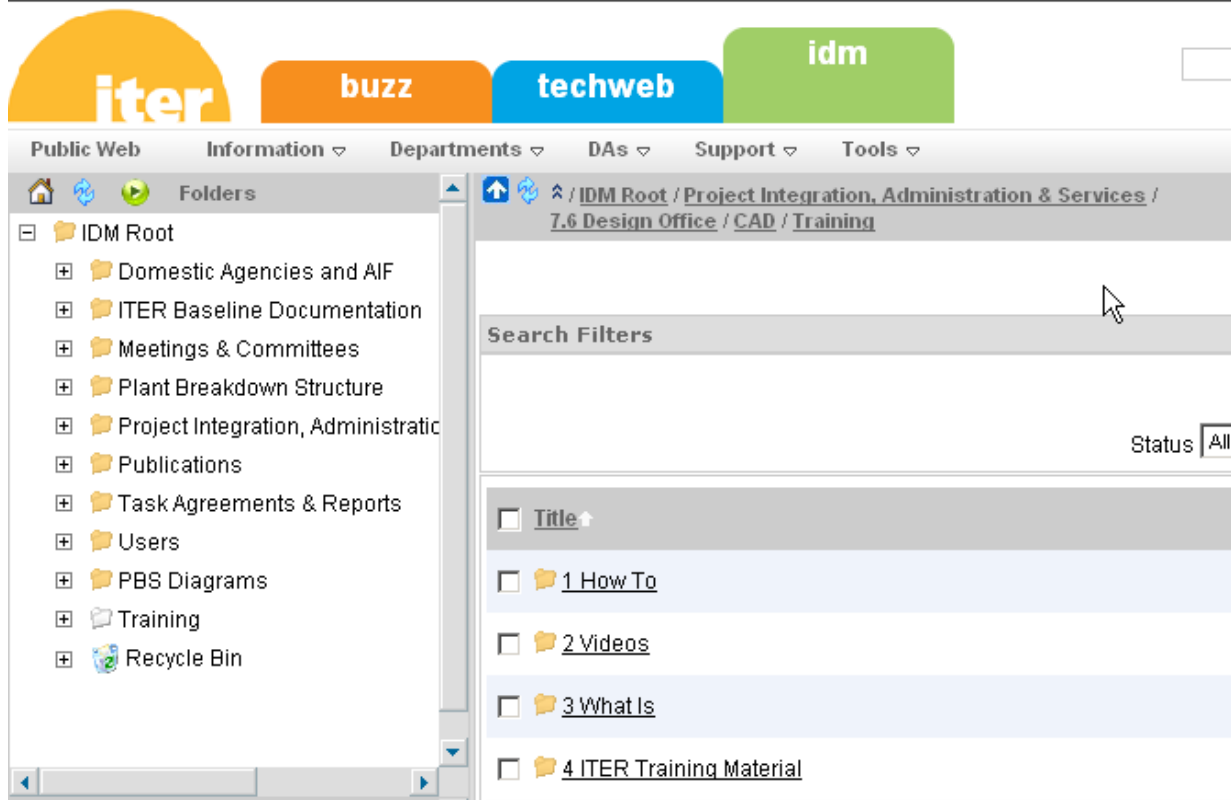 iter
buzz
techweb
idm
Public Web Information Departments DAs Support Tools
Folders
IDM Root
Domestic Agencies and AIF
ITER Baseline Documentation
Meetings & Committees
Plant Breakdown Structure
Project Integration, Administratic
Publications
Task Agreements & Reports
Users
PBS Diagrams
Training
Recycle Bin
/ IDM Root / Project Integration, Administration & Services /
7.6 Design Office / CAD / Training
Search Filters
Status All
Title
1 How To
2 Videos
3 What Is
4 ITER Training Material